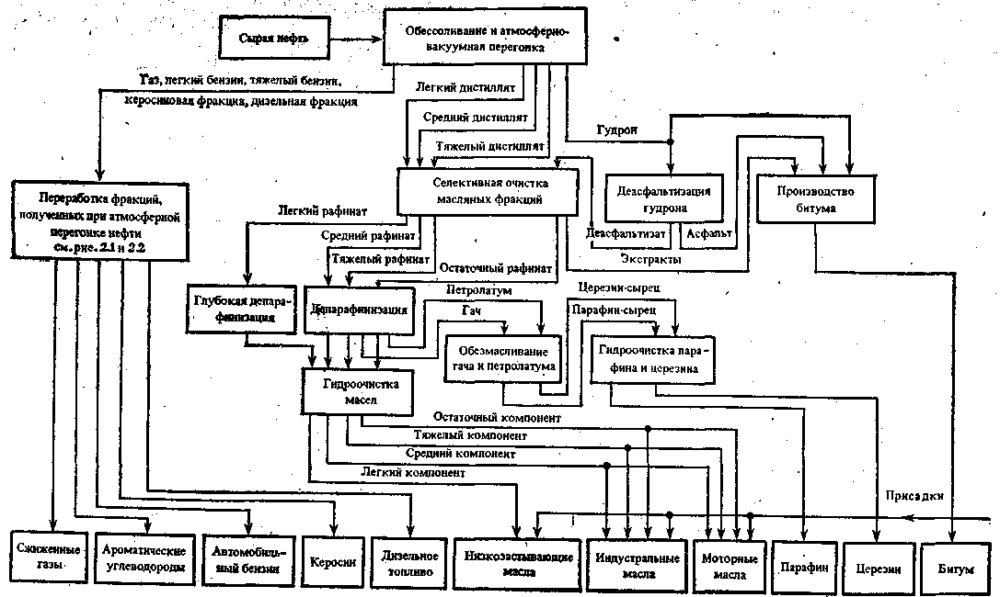 Сырая нефть
Обессоливание и атмосферно-
вакуумная перегонка
Газ, легкий бензин, тяжелый бензин,
керосиновая фракция, дизельная фракция
Легкий дистиллят
Средний дистиллят
Тяжелый дистиллят
Гудрон
Переработка фракций,
полученных при атмосферной
перегонке нефти
см. рис. 2.1 и 2.2
Селективная очистка
масляных фракций
Деасфальтизация
гудрона
Производство
битума
Легкий рафинат
Средний рафинат
Тяжелый рафинат
Остаточный рафинат
Деасфальтизат
Асфальт
Экстракты
Глубокая депара-
финизация
Депарафинизация
Петролатум
Гач
Церезин-сырец
Парафин-сырец
Обезмасливание
гача и петролатума
Гидроочистка пара-
фина и церезина
Гидроочистка
масел
Остаточный компонент
Тяжелый компонент
Средний компонент
Легкий компонент
Присадки
Сжиженные
газы
Ароматические
углеводороды
Автомобиль-
ный бензин
Керосин
Дизельное
топливо
Низкозастывающие
масла
Индустральные
масла
Моторные
масла
Парафин
Церезин
Битум